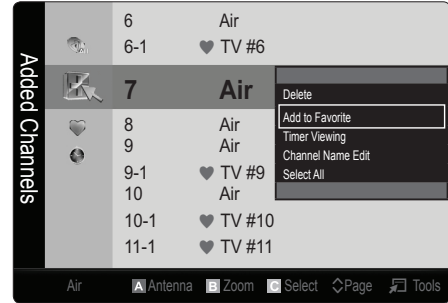 Added Channels
All
6 Air
6-1 ♥ TV #6
7 Air
8 Air
9 Air
9-1 ♥ TV #9
10 Air
10-1 ♥ TV #10
11-1 ♥ TV #11
Delete
Add to Favorite
Timer Viewing
Channel Name Edit
Select All
Air A Antenna B Zoom C Select Page Tools